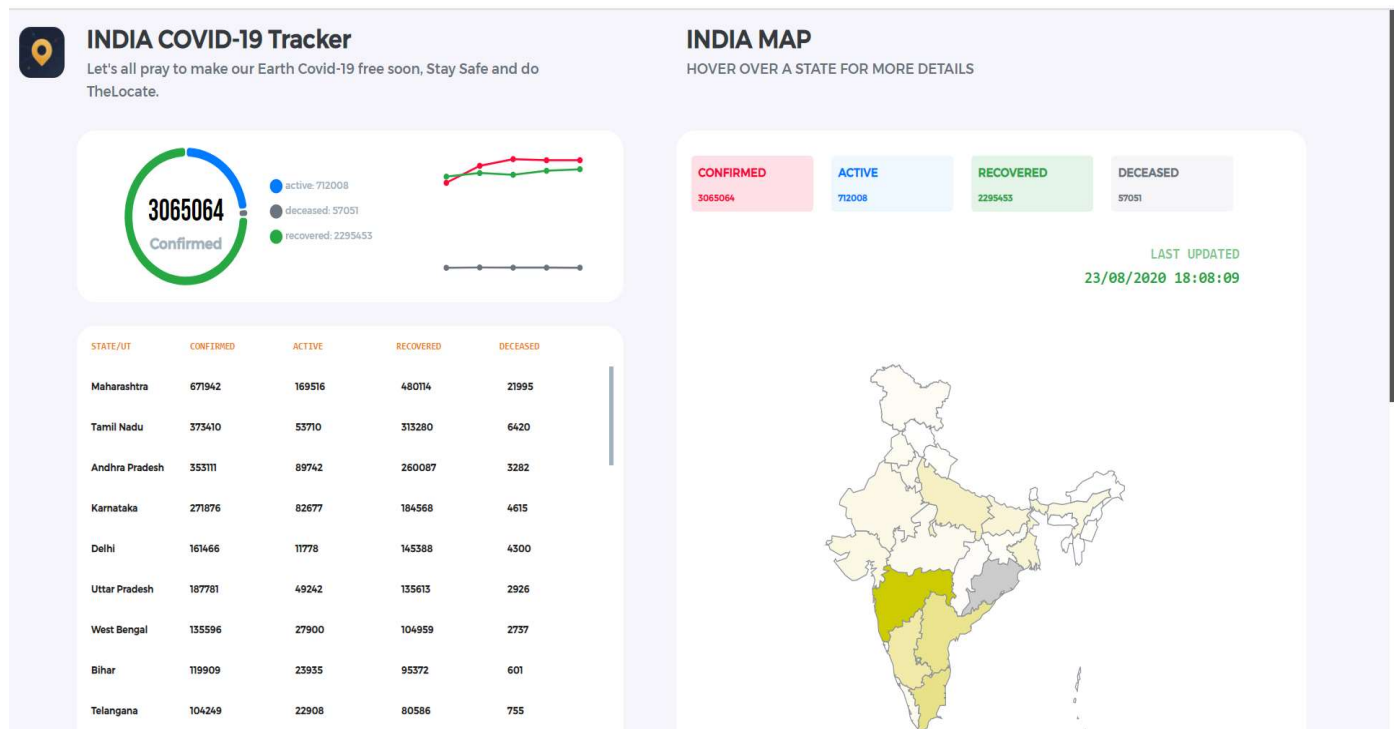 INDIA COVID-19 Tracker
Let's all pray to make our Earth Covid-19 free soon, Stay Safe and do
TheLocate.
3065064
Confirmed
active: 712008
deceased: 57051
recovered: 2295453
STATE/UT CONFIRMED ACTIVE RECOVERED DECEASED
Maharashtra 671942 169516 480114 21995
Tamil Nadu 373410 53710 313280 6420
Andhra Pradesh 353111 89742 260087 3282
Karnataka 271876 82677 184568 4615
Delhi 161466 11778 145388 4300
Uttar Pradesh 187781 49242 135613 2926
West Bengal 135596 27900 104959 2737
Bihar 119909 23935 95372 601
Telangana 104249 22908 80586 755
INDIA MAP
HOVER OVER A STATE FOR MORE DETAILS
CONFIRMED
3065064
ACTIVE
712008
RECOVERED
2295453
DECEASED
57051
LAST UPDATED
23/08/2020 18:08:09